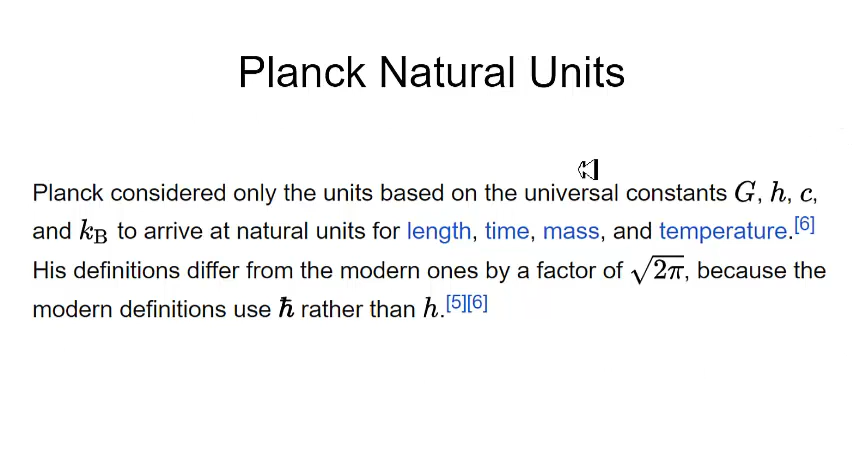 Planck Natural Units
Planck considered only the units based on the universal constants G, h, c,
and k_B to arrive at natural units for length, time, mass, and temperature.[6]
His definitions differ from the modern ones by a factor of √2π, because the
modern definitions use ħ rather than h.[5][6]